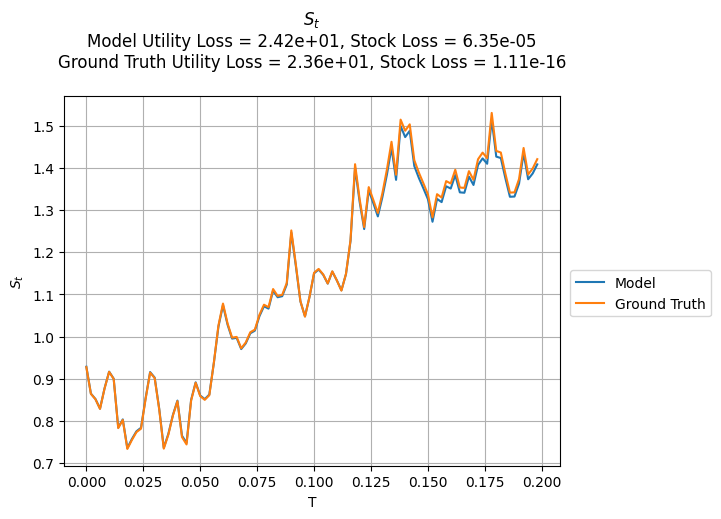 S_t
Model Utility Loss = 2.42e+01, Stock Loss = 6.35e-05
Ground Truth Utility Loss = 2.36e+01, Stock Loss = 1.11e-16
1.5
1.4
1.3
1.2
1.1
1.0
0.9
0.8
0.7
S_t
0.000 0.025 0.050 0.075 0.100 0.125 0.150 0.175 0.200
T
Model
Ground Truth